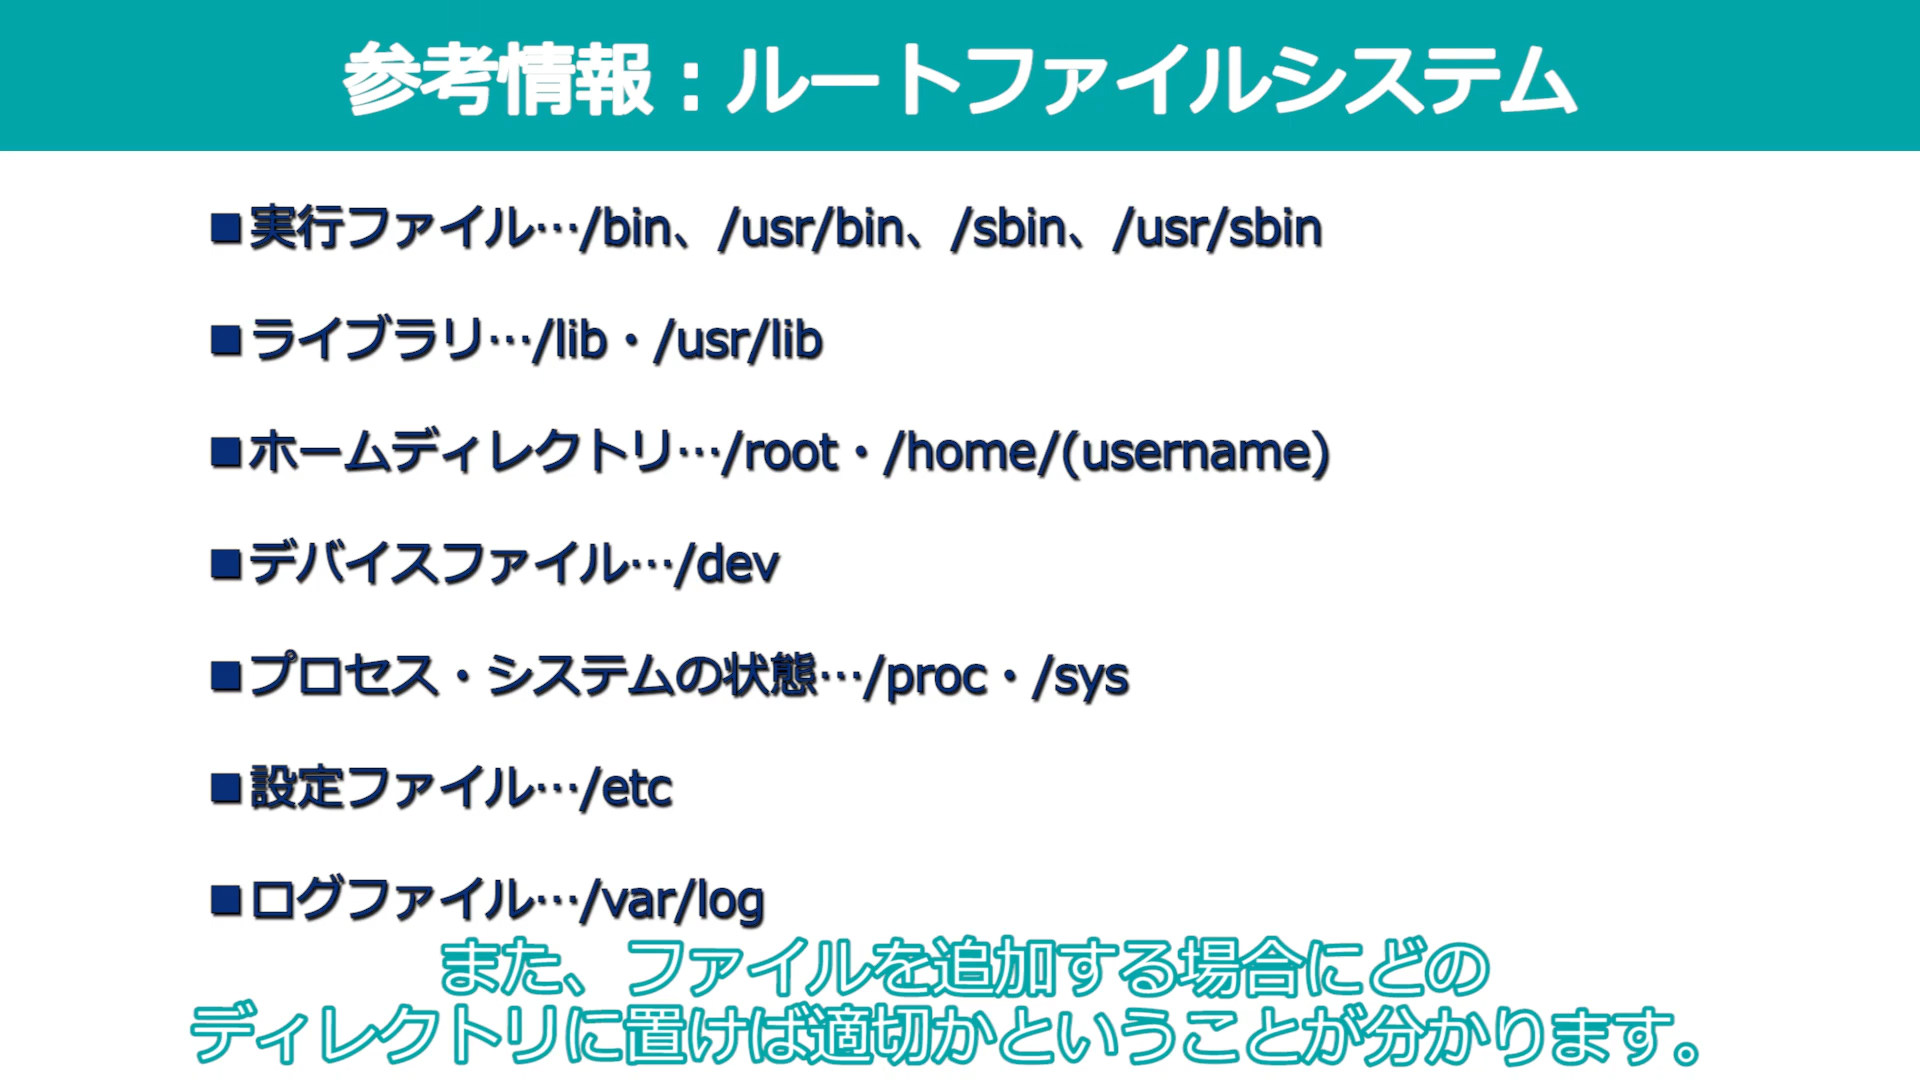 参考情報：ルートファイルシステム
■実行ファイル…/bin、/usr/bin、/sbin、/usr/sbin
■ライブラリ…/lib・/usr/lib
■ホームディレクトリ…/root・/home/(username)
■デバイスファイル…/dev
■プロセス・システムの状態…/proc・/sys
■設定ファイル…/etc
■ログファイル…/var/log
また、ファイルを追加する場合にどの
ディレクトリに置けば適切かということが分かります。